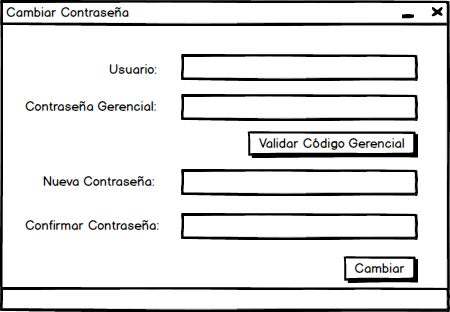 Cambiar Contraseña
Usuario:
Contraseña Gerencial:
Validar Código Gerencial
Nueva Contraseña:
Confirmar Contraseña:
Cambiar